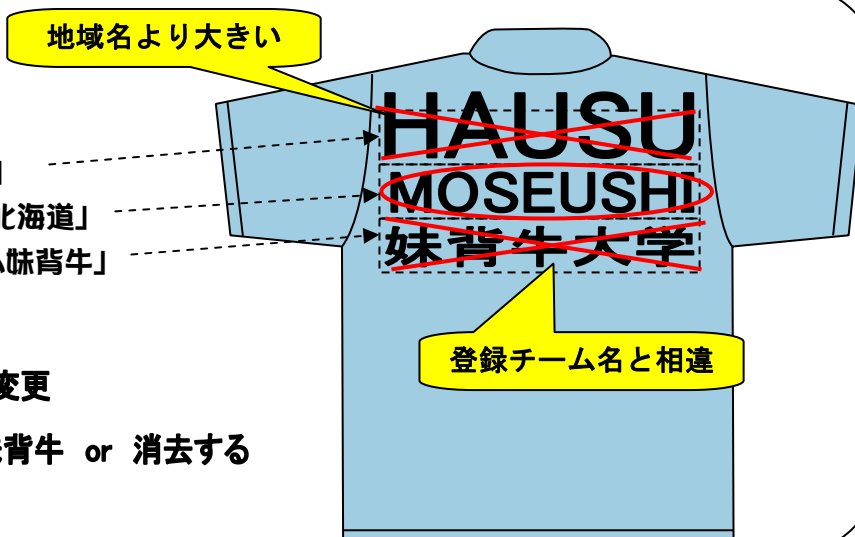 地域名より大きい
HAUSU
」
北海道」
MOSEUSHI
ム妹背牛」
妹背牛大学
登録チーム名と相違
変更
妹背牛 or 消去する